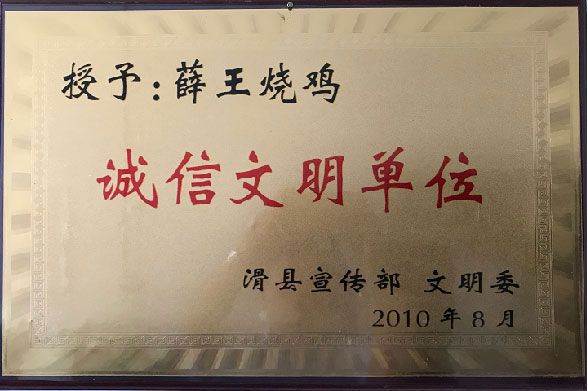 授予:薛王烧鸡
诚信文明单位
滑县宣传部 文明委
2010年8月